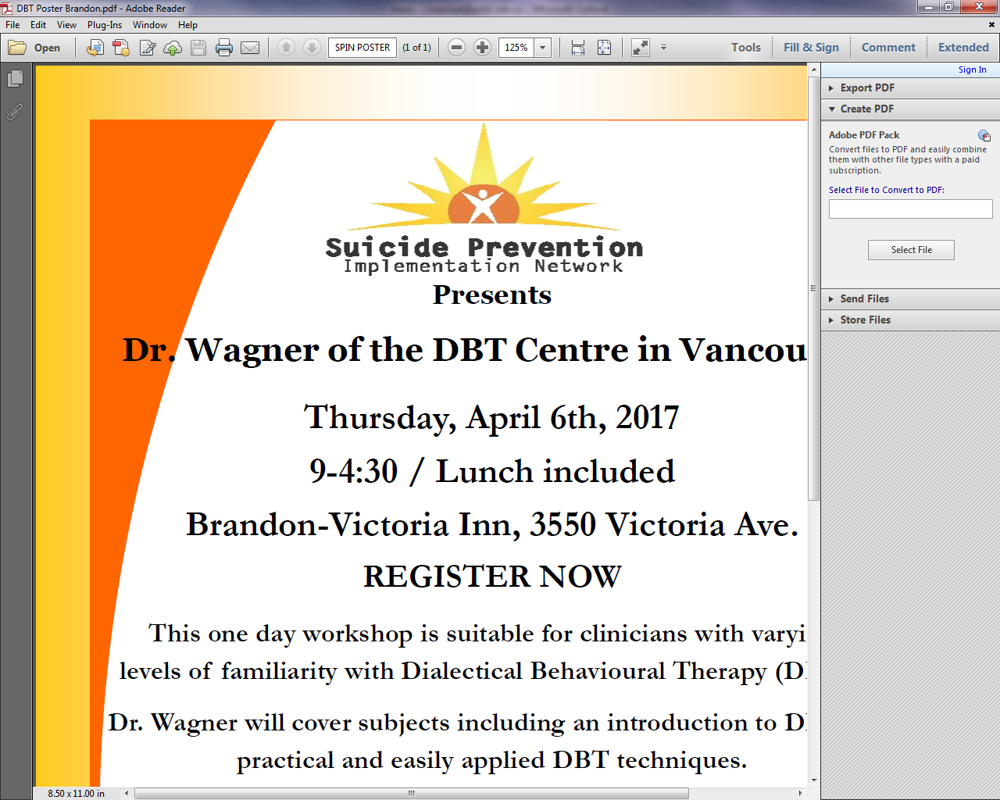 DBT Poster Brandon.pdf - Adobe Reader
File Edit View Plug-Ins Window Help
Open SPIN POSTER (1 of 1) 125% Tools Fill & Sign Comment Extended
Sign In
Export PDF
Create PDF
Adobe PDF Pack
Convert files to PDF and easily combine
them with other file types with a paid
subscription.
Select File to Convert to PDF:
Select File
Send Files
Store Files
Suicide Prevention
Implementation Network
Presents
Dr. Wagner of the DBT Centre in Vancou
Thursday, April 6th, 2017
9-4:30 / Lunch included
Brandon-Victoria Inn, 3550 Victoria Ave.
REGISTER NOW
This one day workshop is suitable for clinicians with varyi
levels of familiarity with Dialectical Behavioural Therapy (D
Dr. Wagner will cover subjects including an introduction to D
practical and easily applied DBT techniques.
8.50 x 11.00 in